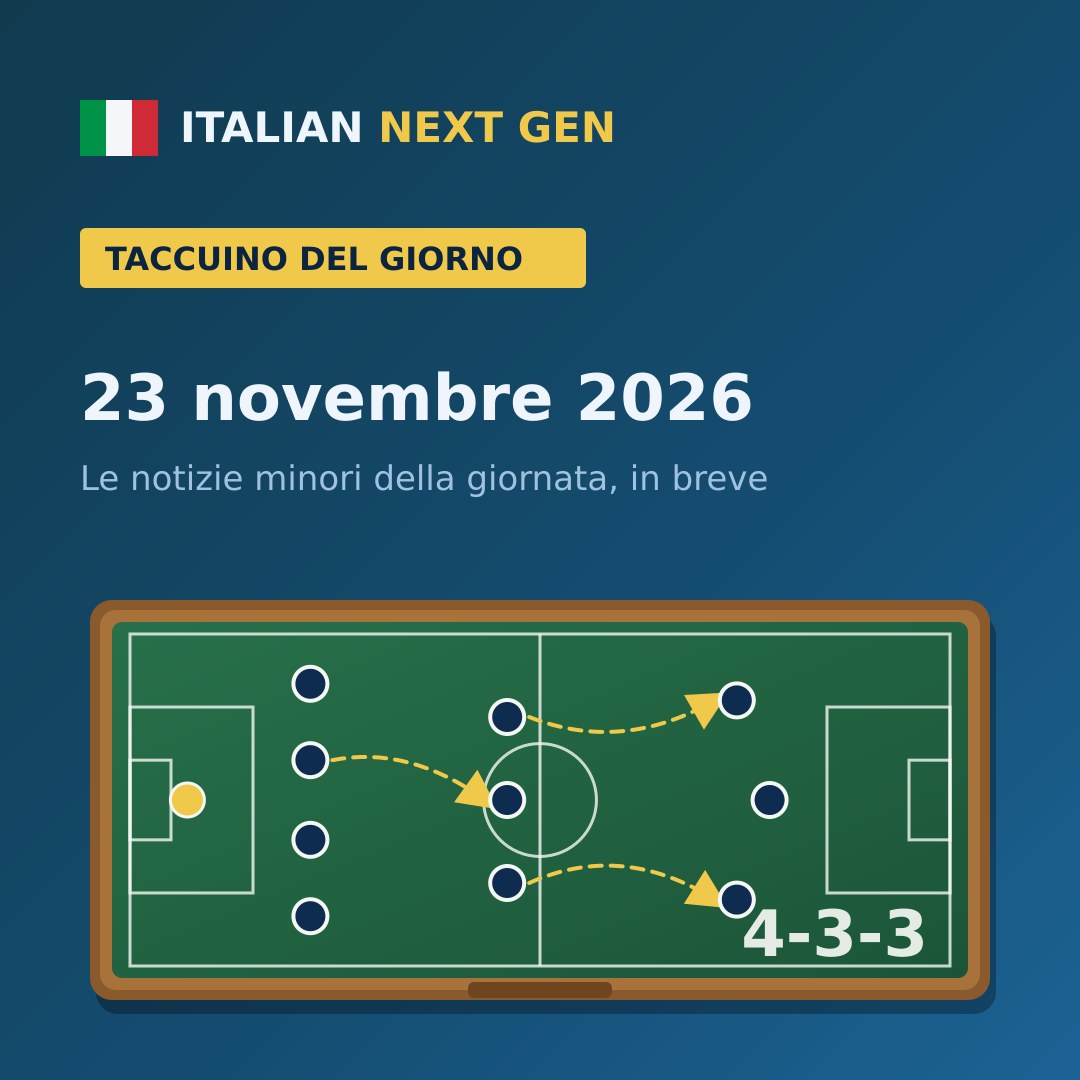 ITALIAN NEXT GEN
TACCUINO DEL GIORNO
23 novembre 2026
Le notizie minori della giornata, in breve
4-3-3